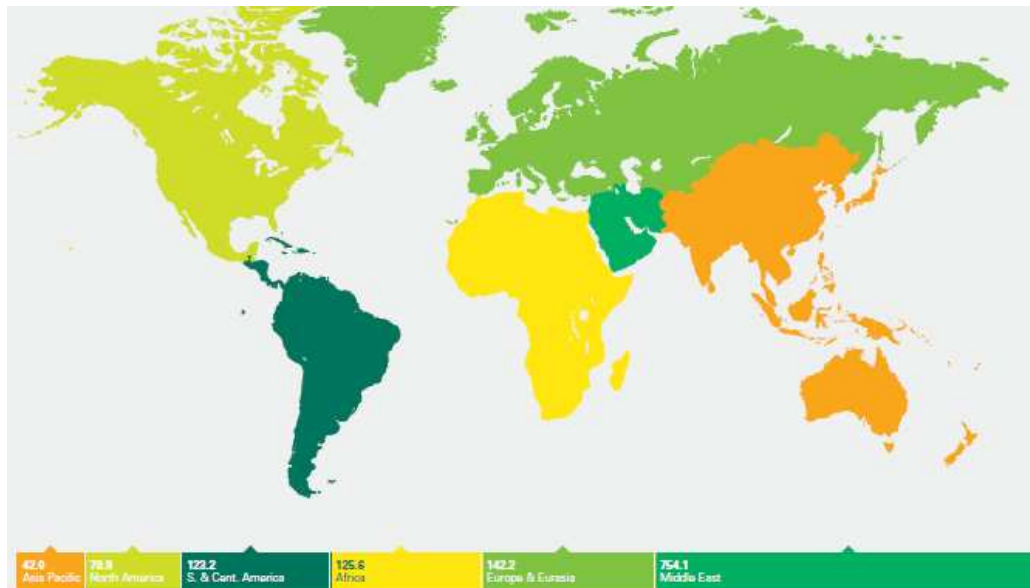 42.0
Asia Pacific
70.9
North America
123.2
S. & Cent. America
125.6
Africa
142.2
Europe & Eurasia
754.1
Middle East